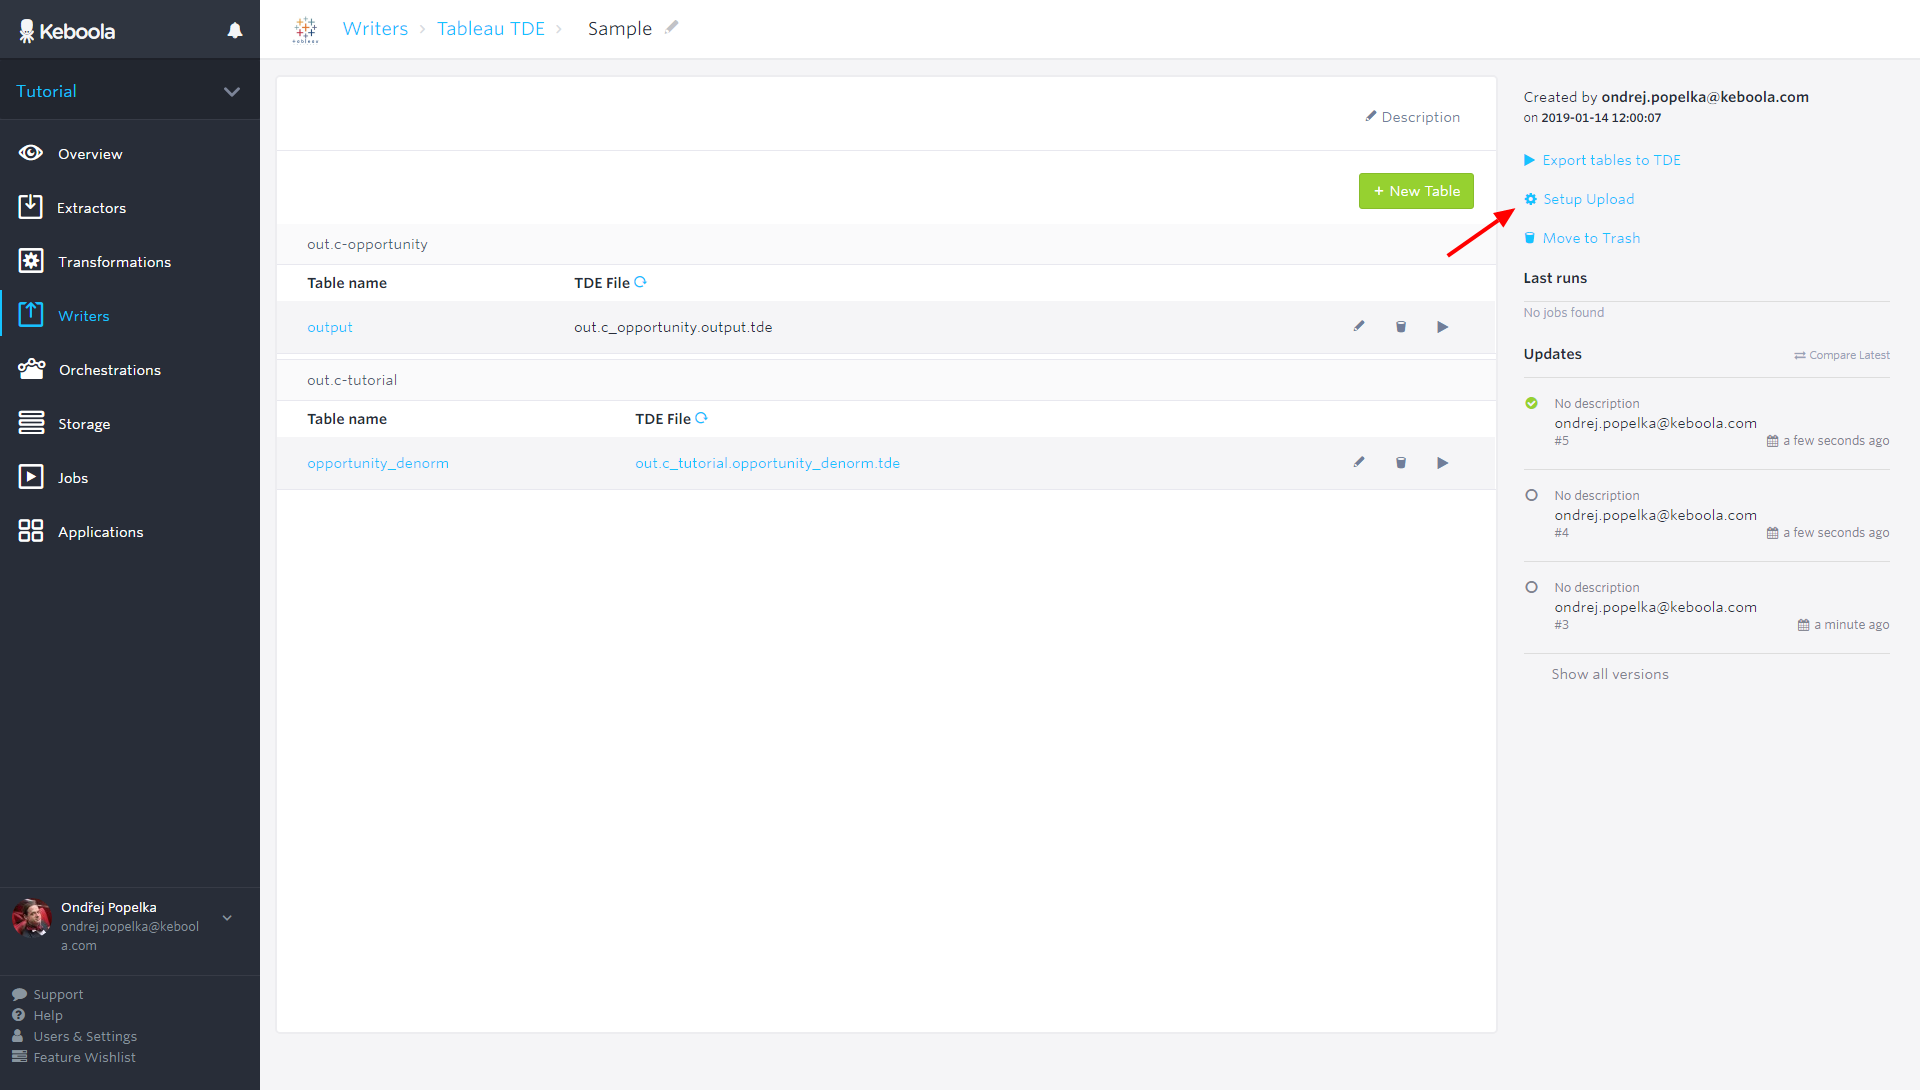 Keboola
Tutorial
Overview
Extractors
Transformations
Writers
Orchestrations
Storage
Jobs
Applications
Ondřej Popelka
ondrej.popelka@kebool
a.com
Support
Help
Users & Settings
Feature Wishlist
+ableau
Writers › Tableau TDE › Sample
Description
+ New Table
out.c-opportunity
Table name TDE File
output out.c_opportunity.output.tde
out.c-tutorial
Table name TDE File
opportunity_denorm out.c_tutorial.opportunity_denorm.tde
Created by ondrej.popelka@keboola.com
on 2019-01-14 12:00:07
Export tables to TDE
Setup Upload
Move to Trash
Last runs
No jobs found
Updates Compare Latest
No description
ondrej.popelka@keboola.com
#5 a few seconds ago
No description
ondrej.popelka@keboola.com
#4 a few seconds ago
No description
ondrej.popelka@keboola.com
#3 a minute ago
Show all versions